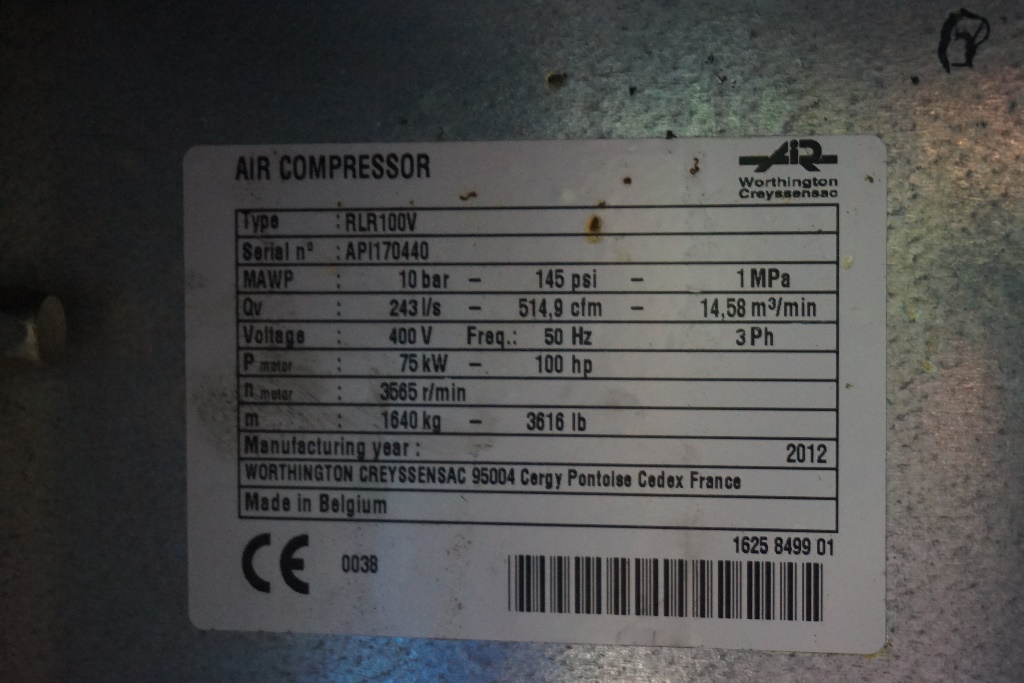 AIR COMPRESSOR
AiR
Worthington
Creyssensac
Type : RLR100V
Serial n° : API170440
MAWP : 10 bar – 145 psi – 1 MPa
Qv : 243 l/s – 514,9 cfm – 14,58 m³/min
Voltage : 400 V Freq.: 50 Hz 3 Ph
P motor : 75 kW – 100 hp
n motor : 3565 r/min
m : 1640 kg – 3616 lb
Manufacturing year : 2012
WORTHINGTON CREYSSENSAC 95004 Cergy Pontoise Cedex France
Made in Belgium
1625 8499 01
CE 0038